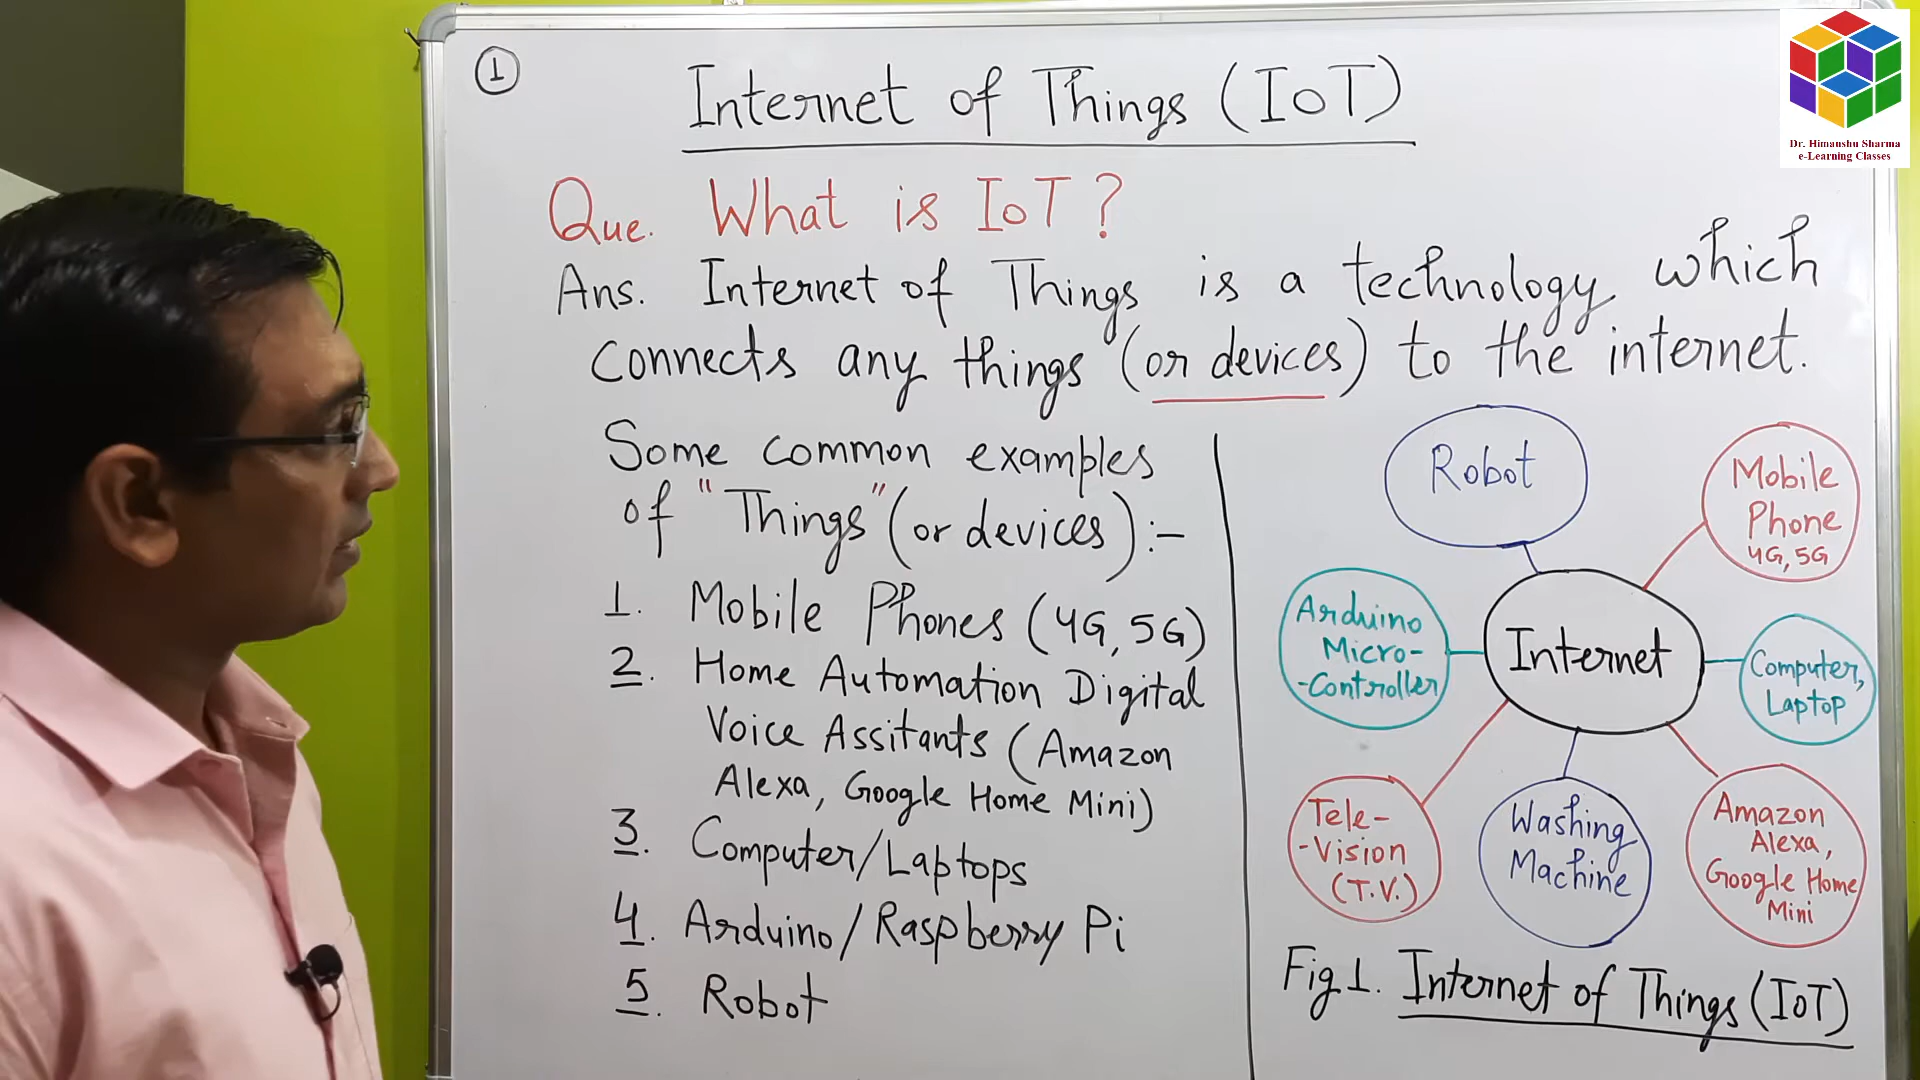 1
Internet of Things (IoT)
Dr. Himanshu Sharma
e-Learning Classes
Que. What is IoT?
Ans. Internet of Things is a technology which
connects any things (or devices) to the internet.
Some common examples
of "Things" (or devices):-
1. Mobile Phones (4G, 5G)
2. Home Automation Digital
Voice Assitants (Amazon
Alexa, Google Home Mini)
3. Computer/Laptops
4. Arduino/Raspberry Pi
5. Robot
Robot
Mobile
Phone
4G, 5G
Arduino
Micro-
-Controller
Internet
Computer,
Laptop
Tele-
-Vision
(T.V.)
Washing
Machine
Amazon
Alexa,
Google Home
Mini
Fig 1. Internet of Things (IoT)